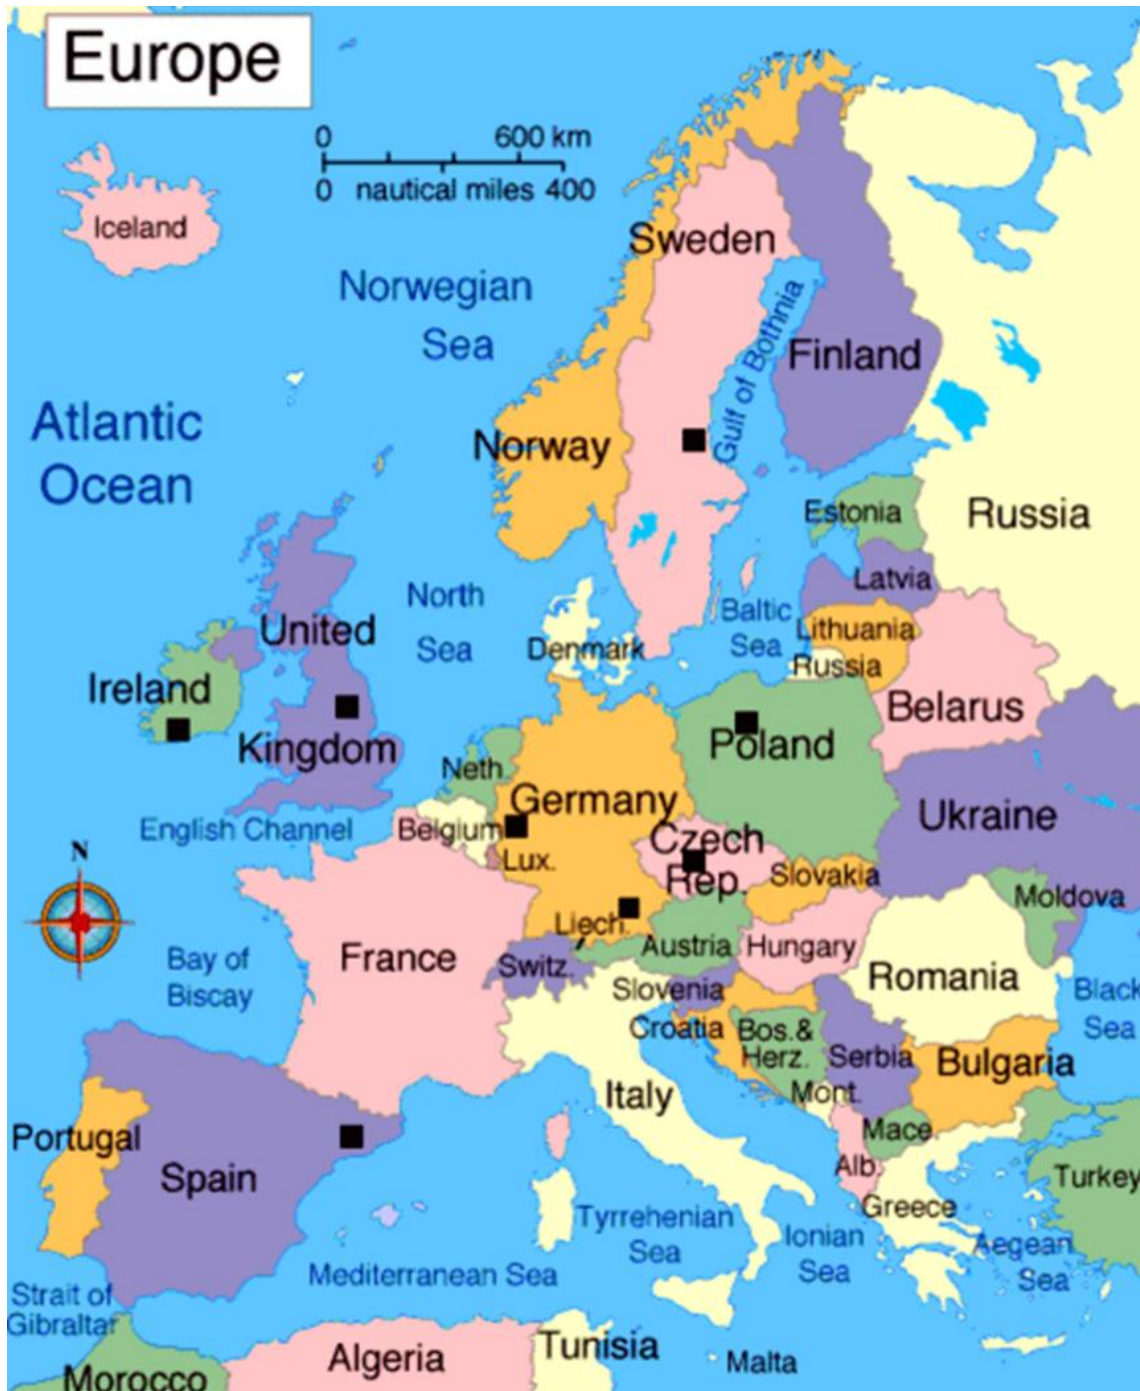 Europe
0 600 km
0 nautical miles 400
Iceland
Norwegian
Sea
Sweden
Gulf of Bothnia
Finland
Atlantic
Ocean
Norway
Estonia
Russia
Latvia
North
Sea
Baltic
Sea
Lithuania
Russia
Denmark
United
Kingdom
Ireland
Belarus
Poland
Neth.
Germany
Ukraine
English Channel
Belgium
Lux.
Czech
Rep.
Slovakia
Moldova
N
Liech.
Austria
Hungary
France
Switz.
Romania
Bay of
Biscay
Slovenia
Black
Sea
Croatia
Bos.&
Herz.
Serbia
Bulgaria
Italy
Mont.
Portugal
Spain
Mace.
Alb.
Turkey
Greece
Tyrrehenian
Sea
Ionian
Sea
Aegean
Sea
Mediterranean Sea
Strait of
Gibraltar
Morocco
Algeria
Tunisia
Malta